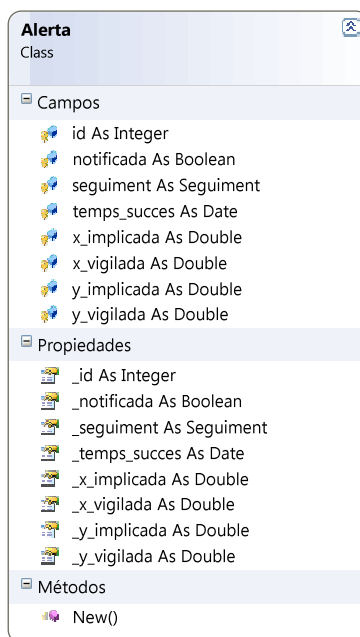 Alerta
Class
Campos
id As Integer
notificada As Boolean
seguiment As Seguiment
temps_succes As Date
x_implicada As Double
x_vigilada As Double
y_implicada As Double
y_vigilada As Double
Propiedades
_id As Integer
_notificada As Boolean
_seguiment As Seguiment
_temps_succes As Date
_x_implicada As Double
_x_vigilada As Double
_y_implicada As Double
_y_vigilada As Double
Métodos
New()